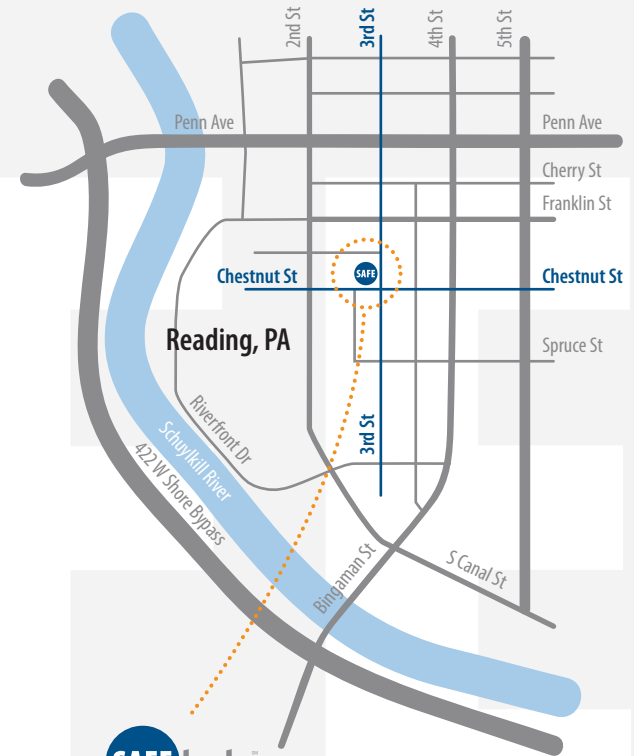 2nd St
3rd St
4th St
5th St
Penn Ave
Penn Ave
Cherry St
Franklin St
SAFE
Chestnut St
Chestnut St
Reading, PA
Spruce St
Riverfront Dr
3rd St
Schuylkill River
422 W Shore Bypass
Bingaman St
S Canal St
SAFE